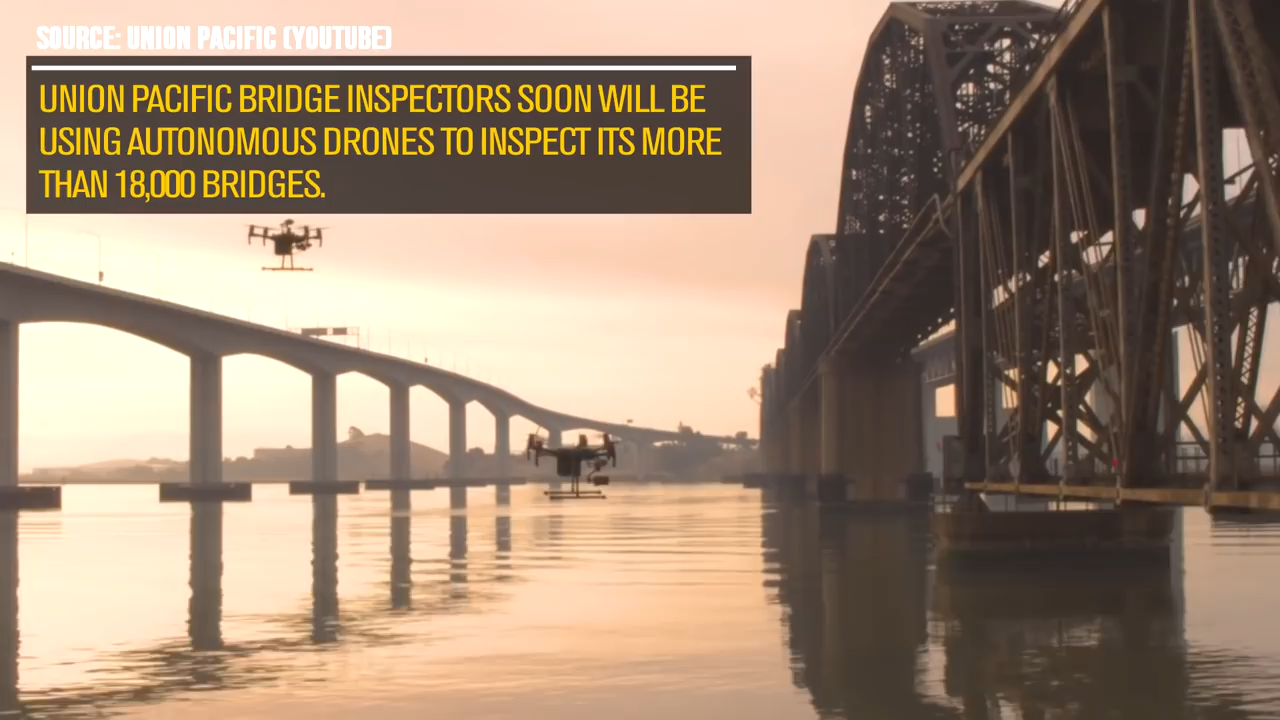 SOURCE: UNION PACIFIC (YOUTUBE)
UNION PACIFIC BRIDGE INSPECTORS SOON WILL BE
USING AUTONOMOUS DRONES TO INSPECT ITS MORE
THAN 18,000 BRIDGES.